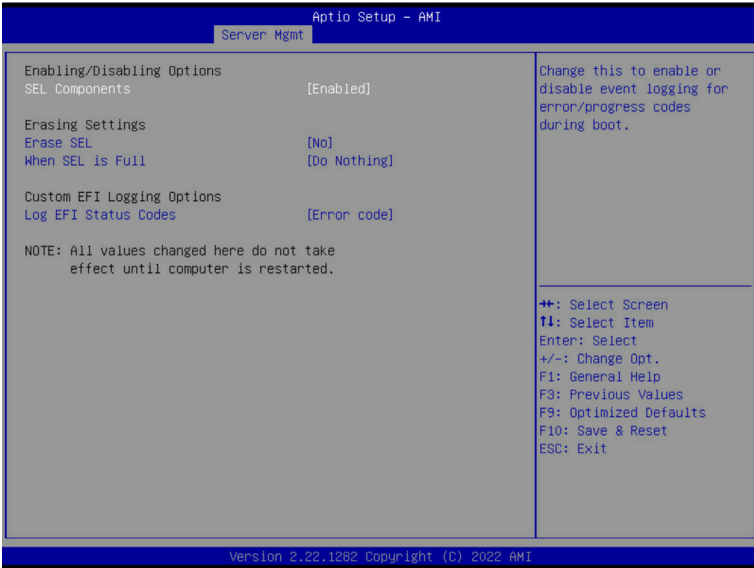 Aptio Setup – AMI
Server Mgmt
Enabling/Disabling Options
SEL Components [Enabled]
Erasing Settings
Erase SEL [No]
When SEL is Full [Do Nothing]
Custom EFI Logging Options
Log EFI Status Codes [Error code]
NOTE: All values changed here do not take
effect until computer is restarted.
Change this to enable or
disable event logging for
error/progress codes
during boot.
→←: Select Screen
↑↓: Select Item
Enter: Select
+/-: Change Opt.
F1: General Help
F3: Previous Values
F9: Optimized Defaults
F10: Save & Reset
ESC: Exit
Version 2.22.1282 Copyright (C) 2022 AMI